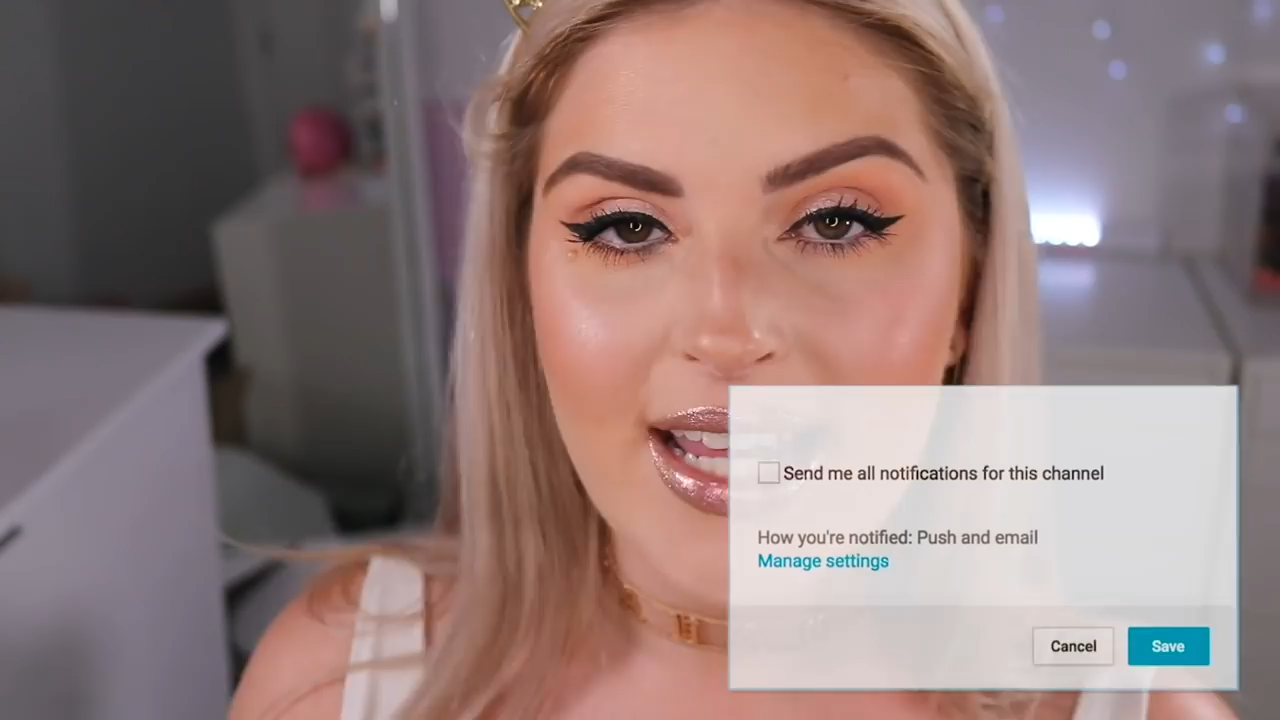 Send me all notifications for this channel
How you're notified: Push and email
Manage settings
Cancel
Save